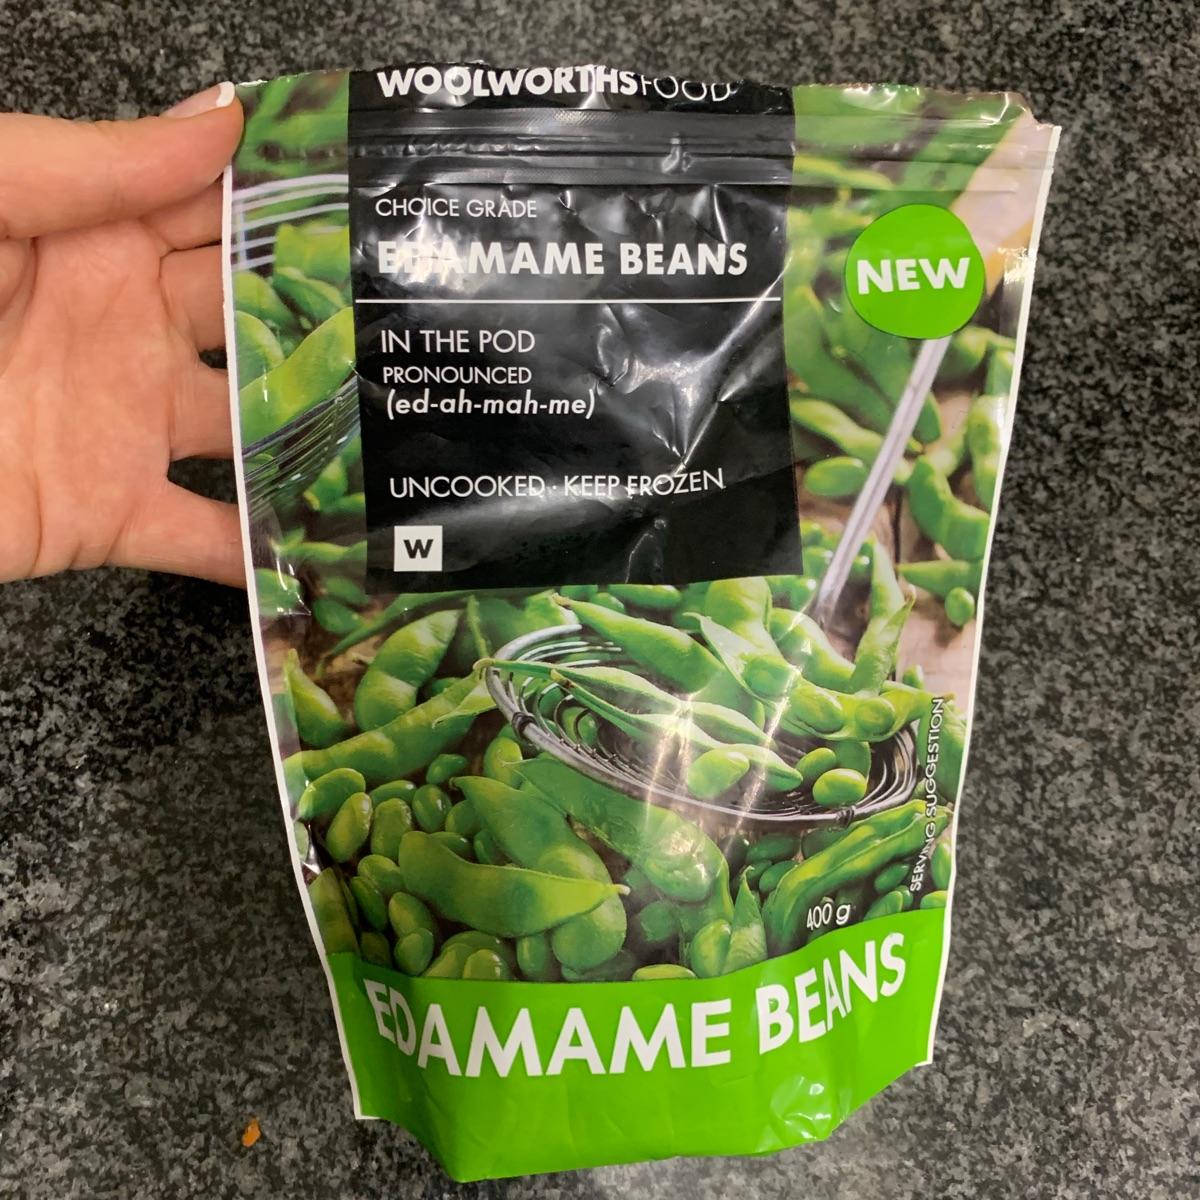 WOOLWORTHSFOOD
CHOICE GRADE
EDAMAME BEANS
NEW
IN THE POD
PRONOUNCED
(ed-ah-mah-me)
UNCOOKED · KEEP FROZEN
W
SERVING SUGGESTION
400 g
EDAMAME BEANS